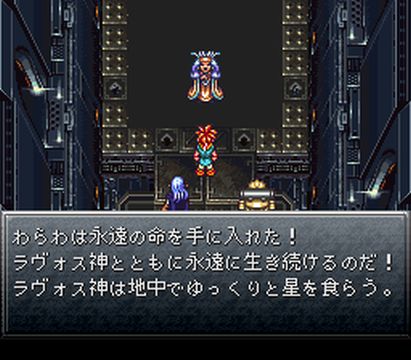 わらわは永遠の命を手に入れた！
ラヴォス神とともに永遠に生き続けるのだ！
ラヴォス神は地中でゆっくりと星を食らう。